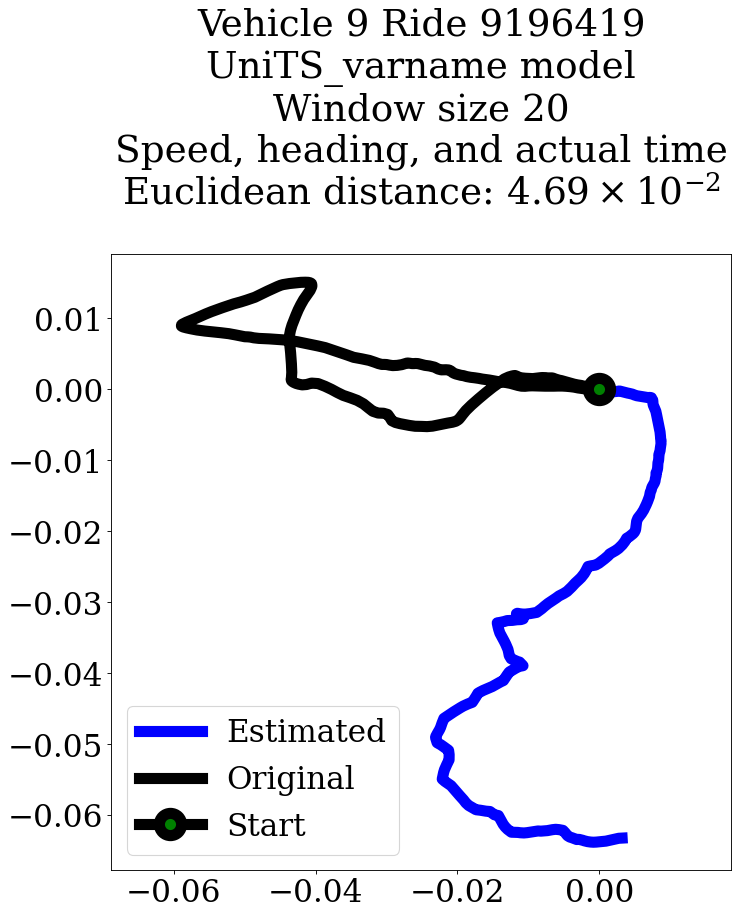 Vehicle 9 Ride 9196419
UniTS_varname model
Window size 20
Speed, heading, and actual time
Euclidean distance: 4.69 × 10⁻²
0.01
0.00
−0.01
−0.02
−0.03
−0.04
−0.05
−0.06
Estimated
Original
Start
−0.06 −0.04 −0.02 0.00